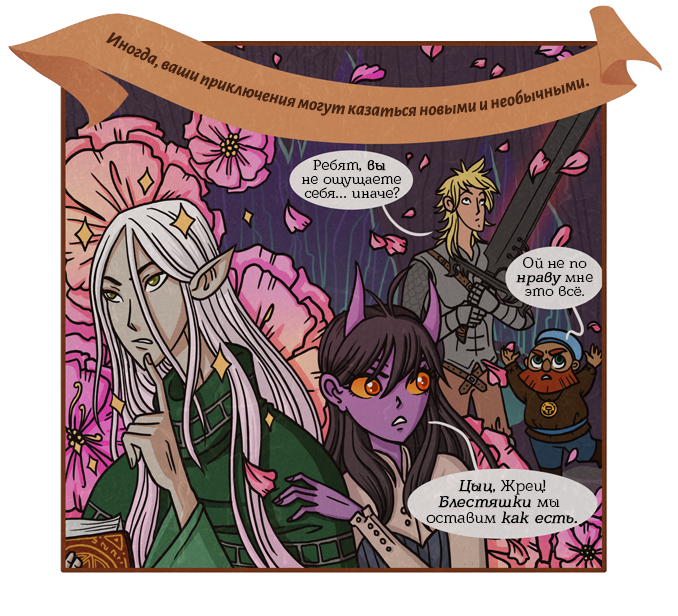 Иногда, ваши приключения могут казаться новыми и необычными.
Ребят, вы
не ощущаете
себя... иначе?
Ой не по
нраву мне
это всё.
Цыц, Жрец!
Блестяшки мы
оставим как есть.